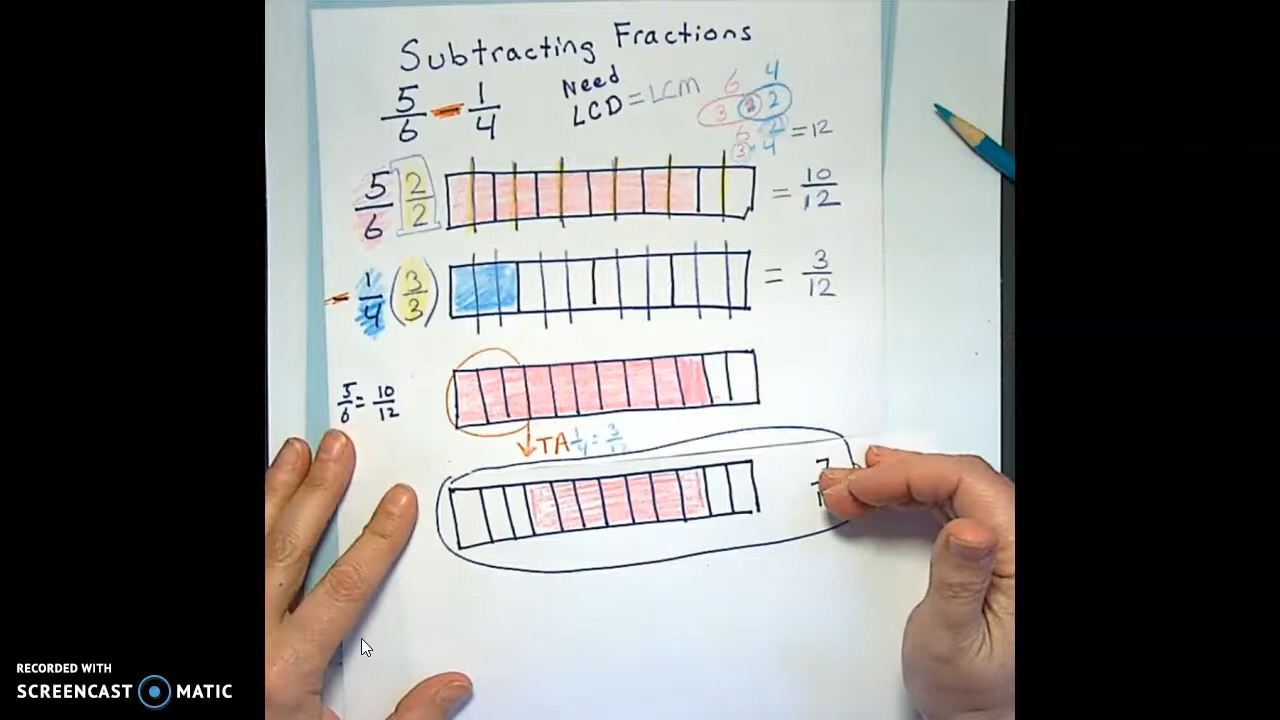 Subtracting Fractions
5/6 - 1/4
Need
LCD = LCM
6 4
3 2 2
6 2
3 · 4 = 12
5/6 2/2 = 10/12
- 1/4 (3/3) = 3/12
5/6 = 10/12
TA 1/4 = 3/12
7
RECORDED WITH
SCREENCAST MATIC